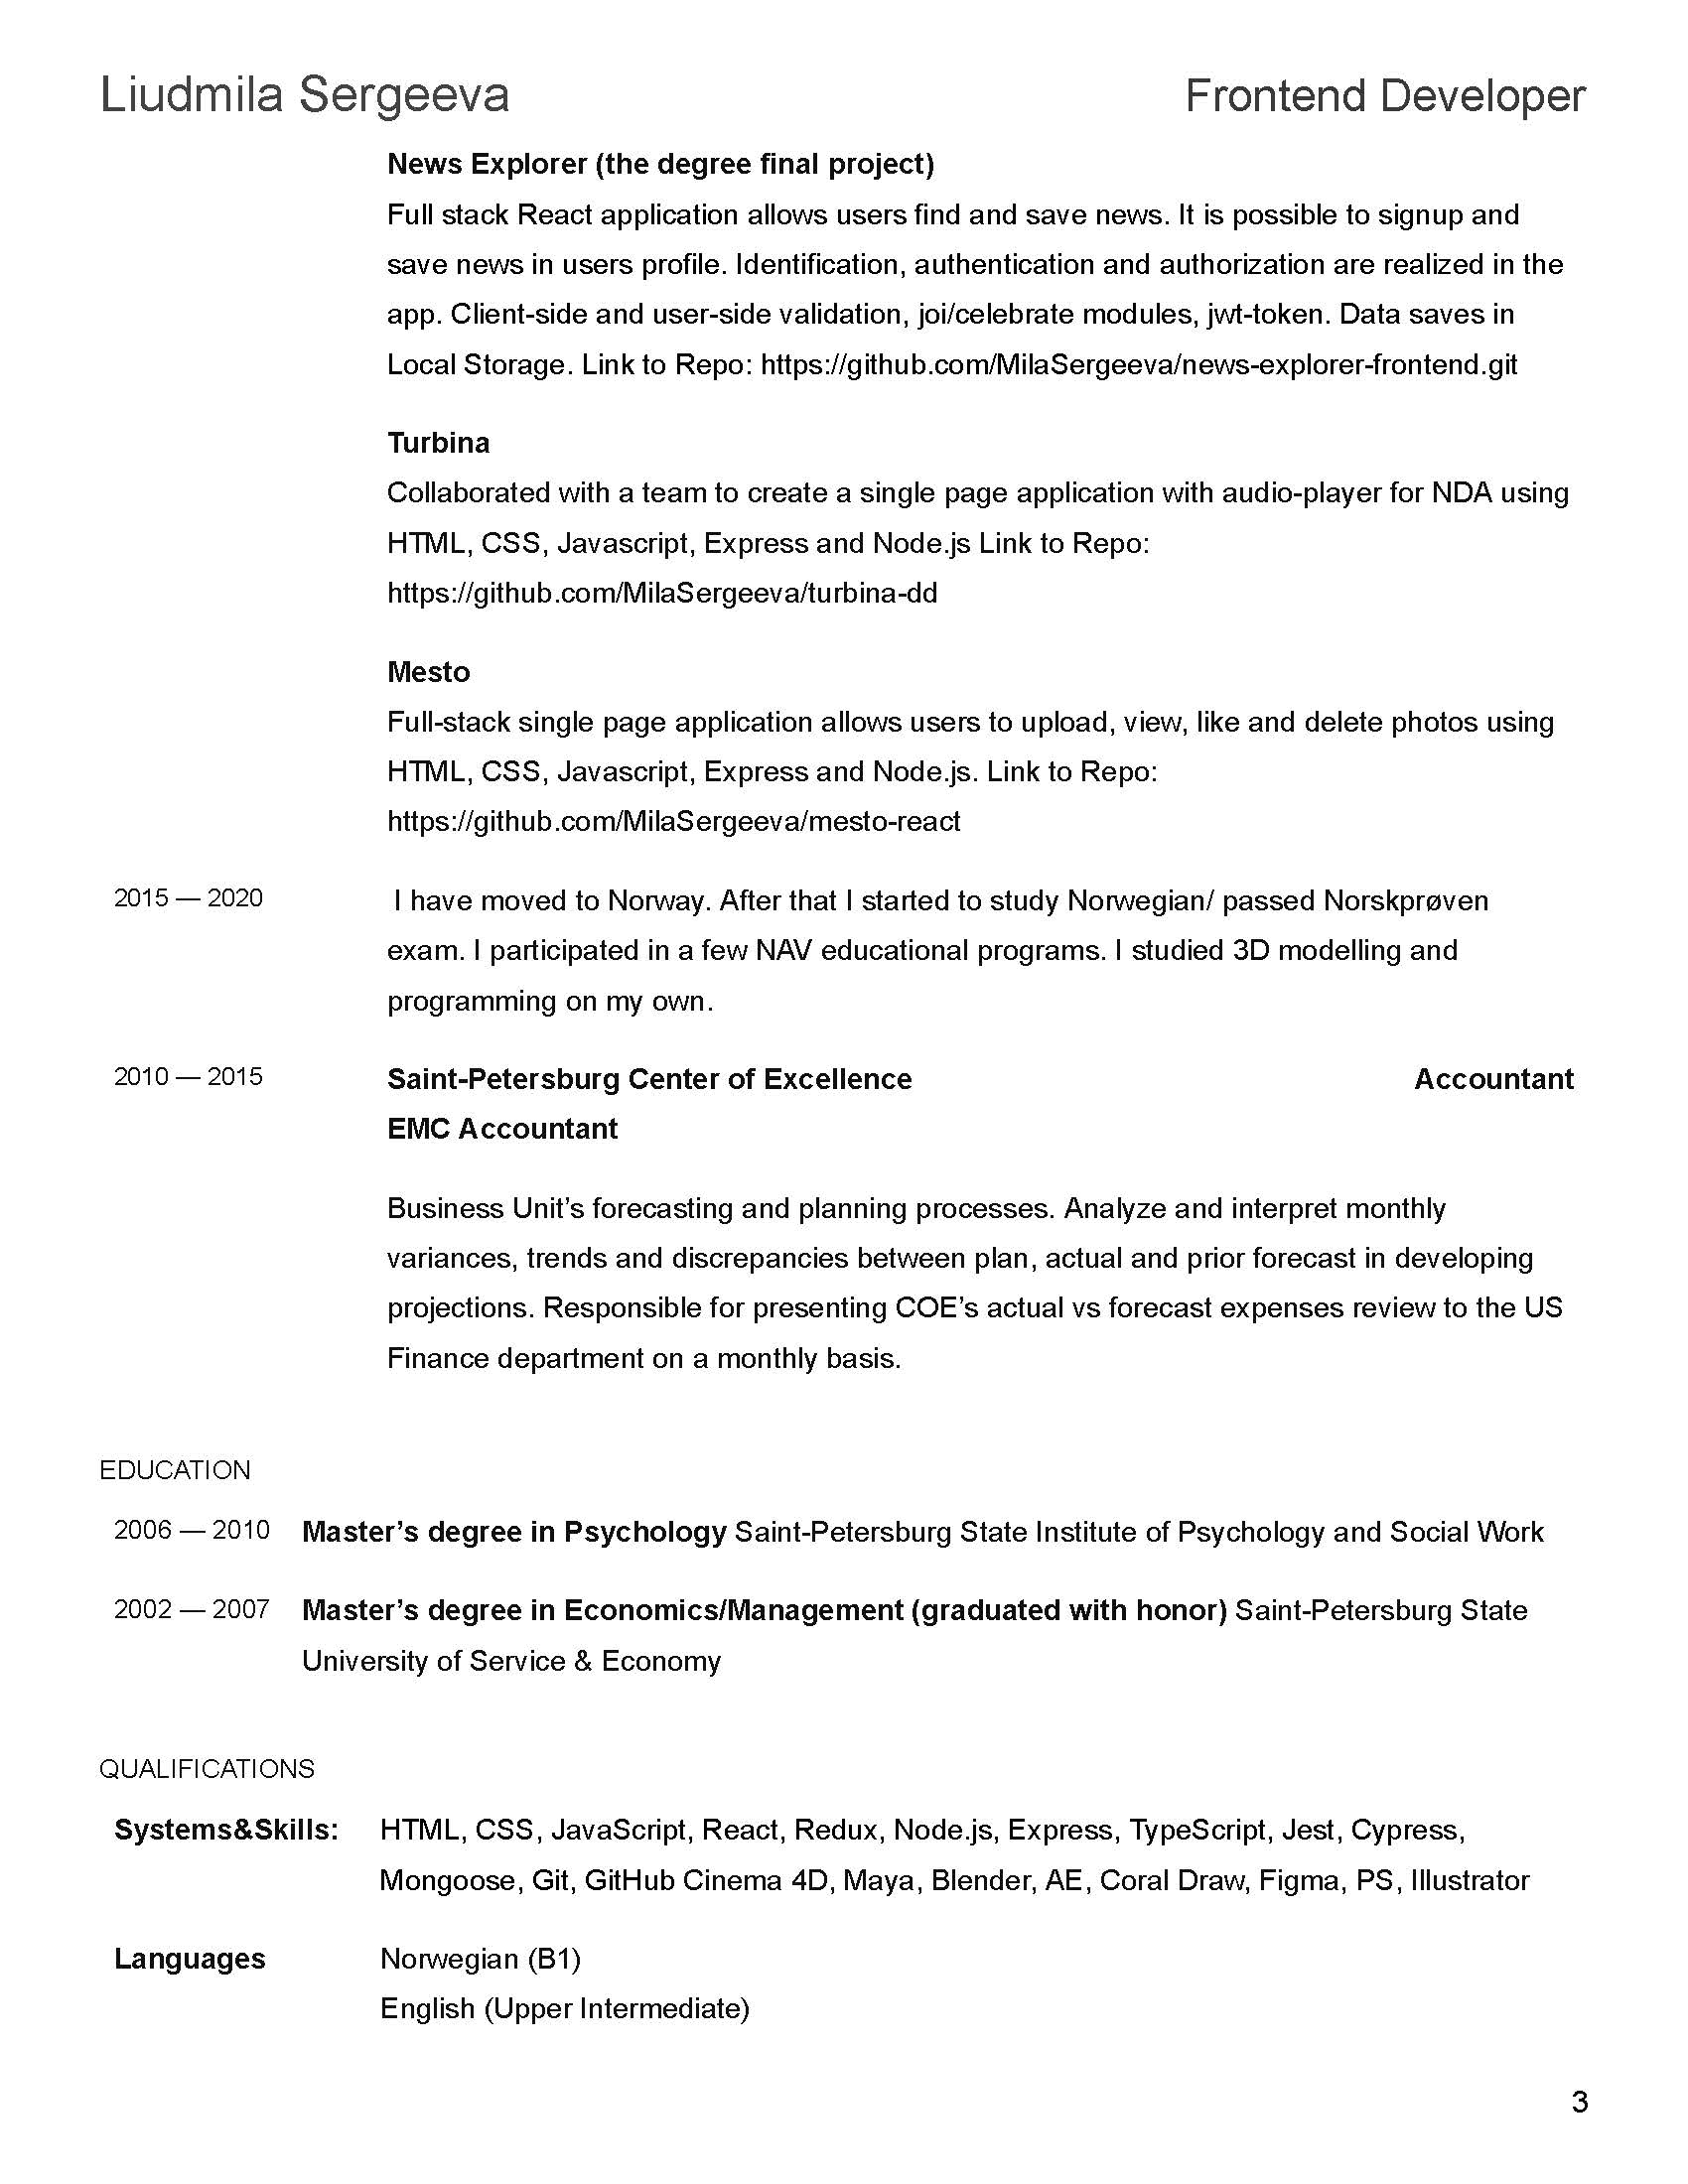 Liudmila Sergeeva Frontend Developer
News Explorer (the degree final project)
Full stack React application allows users find and save news. It is possible to signup and
save news in users profile. Identification, authentication and authorization are realized in the
app. Client-side and user-side validation, joi/celebrate modules, jwt-token. Data saves in
Local Storage. Link to Repo: https://github.com/MilaSergeeva/news-explorer-frontend.git
Turbina
Collaborated with a team to create a single page application with audio-player for NDA using
HTML, CSS, Javascript, Express and Node.js Link to Repo:
https://github.com/MilaSergeeva/turbina-dd
Mesto
Full-stack single page application allows users to upload, view, like and delete photos using
HTML, CSS, Javascript, Express and Node.js. Link to Repo:
https://github.com/MilaSergeeva/mesto-react
2015 — 2020 I have moved to Norway. After that I started to study Norwegian/ passed Norskprøven
exam. I participated in a few NAV educational programs. I studied 3D modelling and
programming on my own.
2010 — 2015 Saint-Petersburg Center of Excellence Accountant
EMC Accountant
Business Unit’s forecasting and planning processes. Analyze and interpret monthly
variances, trends and discrepancies between plan, actual and prior forecast in developing
projections. Responsible for presenting COE’s actual vs forecast expenses review to the US
Finance department on a monthly basis.
EDUCATION
2006 — 2010 Master’s degree in Psychology Saint-Petersburg State Institute of Psychology and Social Work
2002 — 2007 Master’s degree in Economics/Management (graduated with honor) Saint-Petersburg State
University of Service & Economy
QUALIFICATIONS
Systems&Skills: HTML, CSS, JavaScript, React, Redux, Node.js, Express, TypeScript, Jest, Cypress,
Mongoose, Git, GitHub Cinema 4D, Maya, Blender, AE, Coral Draw, Figma, PS, Illustrator
Languages Norwegian (B1)
English (Upper Intermediate)
3